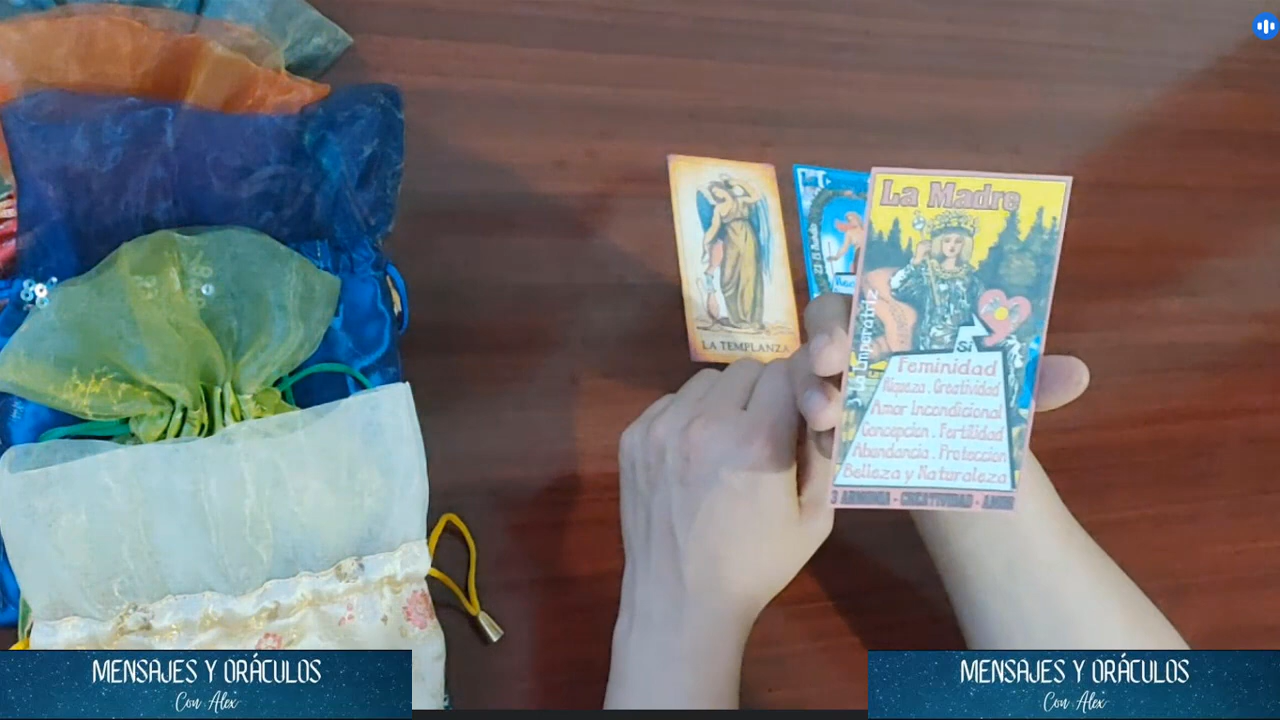 La Madre
3 La Imperatriz
Si
Feminidad
Riqueza . Creatividad
Amor Incondicional
Concepcion . Fertilidad
Abundancia . Proteccion
Belleza y Naturaleza
3 ARMONIA - CREATIVIDAD - AMOR
LA TEMPLANZA
MENSAJES Y ORÁCULOS
Con Alex
MENSAJES Y ORÁCULOS
Con Alex